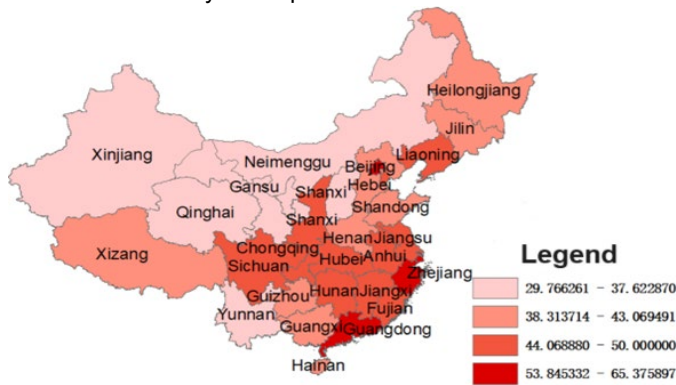 Heilongjiang
Jilin
Xinjiang
Neimenggu
Beijing
Liaoning
Gansu
Shanxi
Hebei
Qinghai
Shandong
Shanxi
Xizang
Chongqing
Henan
Jiangsu
Sichuan
Hubei
Anhui
Zhejiang
Guizhou
Hunan
Jiangxi
Yunnan
Fujian
Guangxi
Guangdong
Hainan
Legend
29.766261 - 37.622870
38.313714 - 43.069491
44.068880 - 50.000000
53.845332 - 65.375897